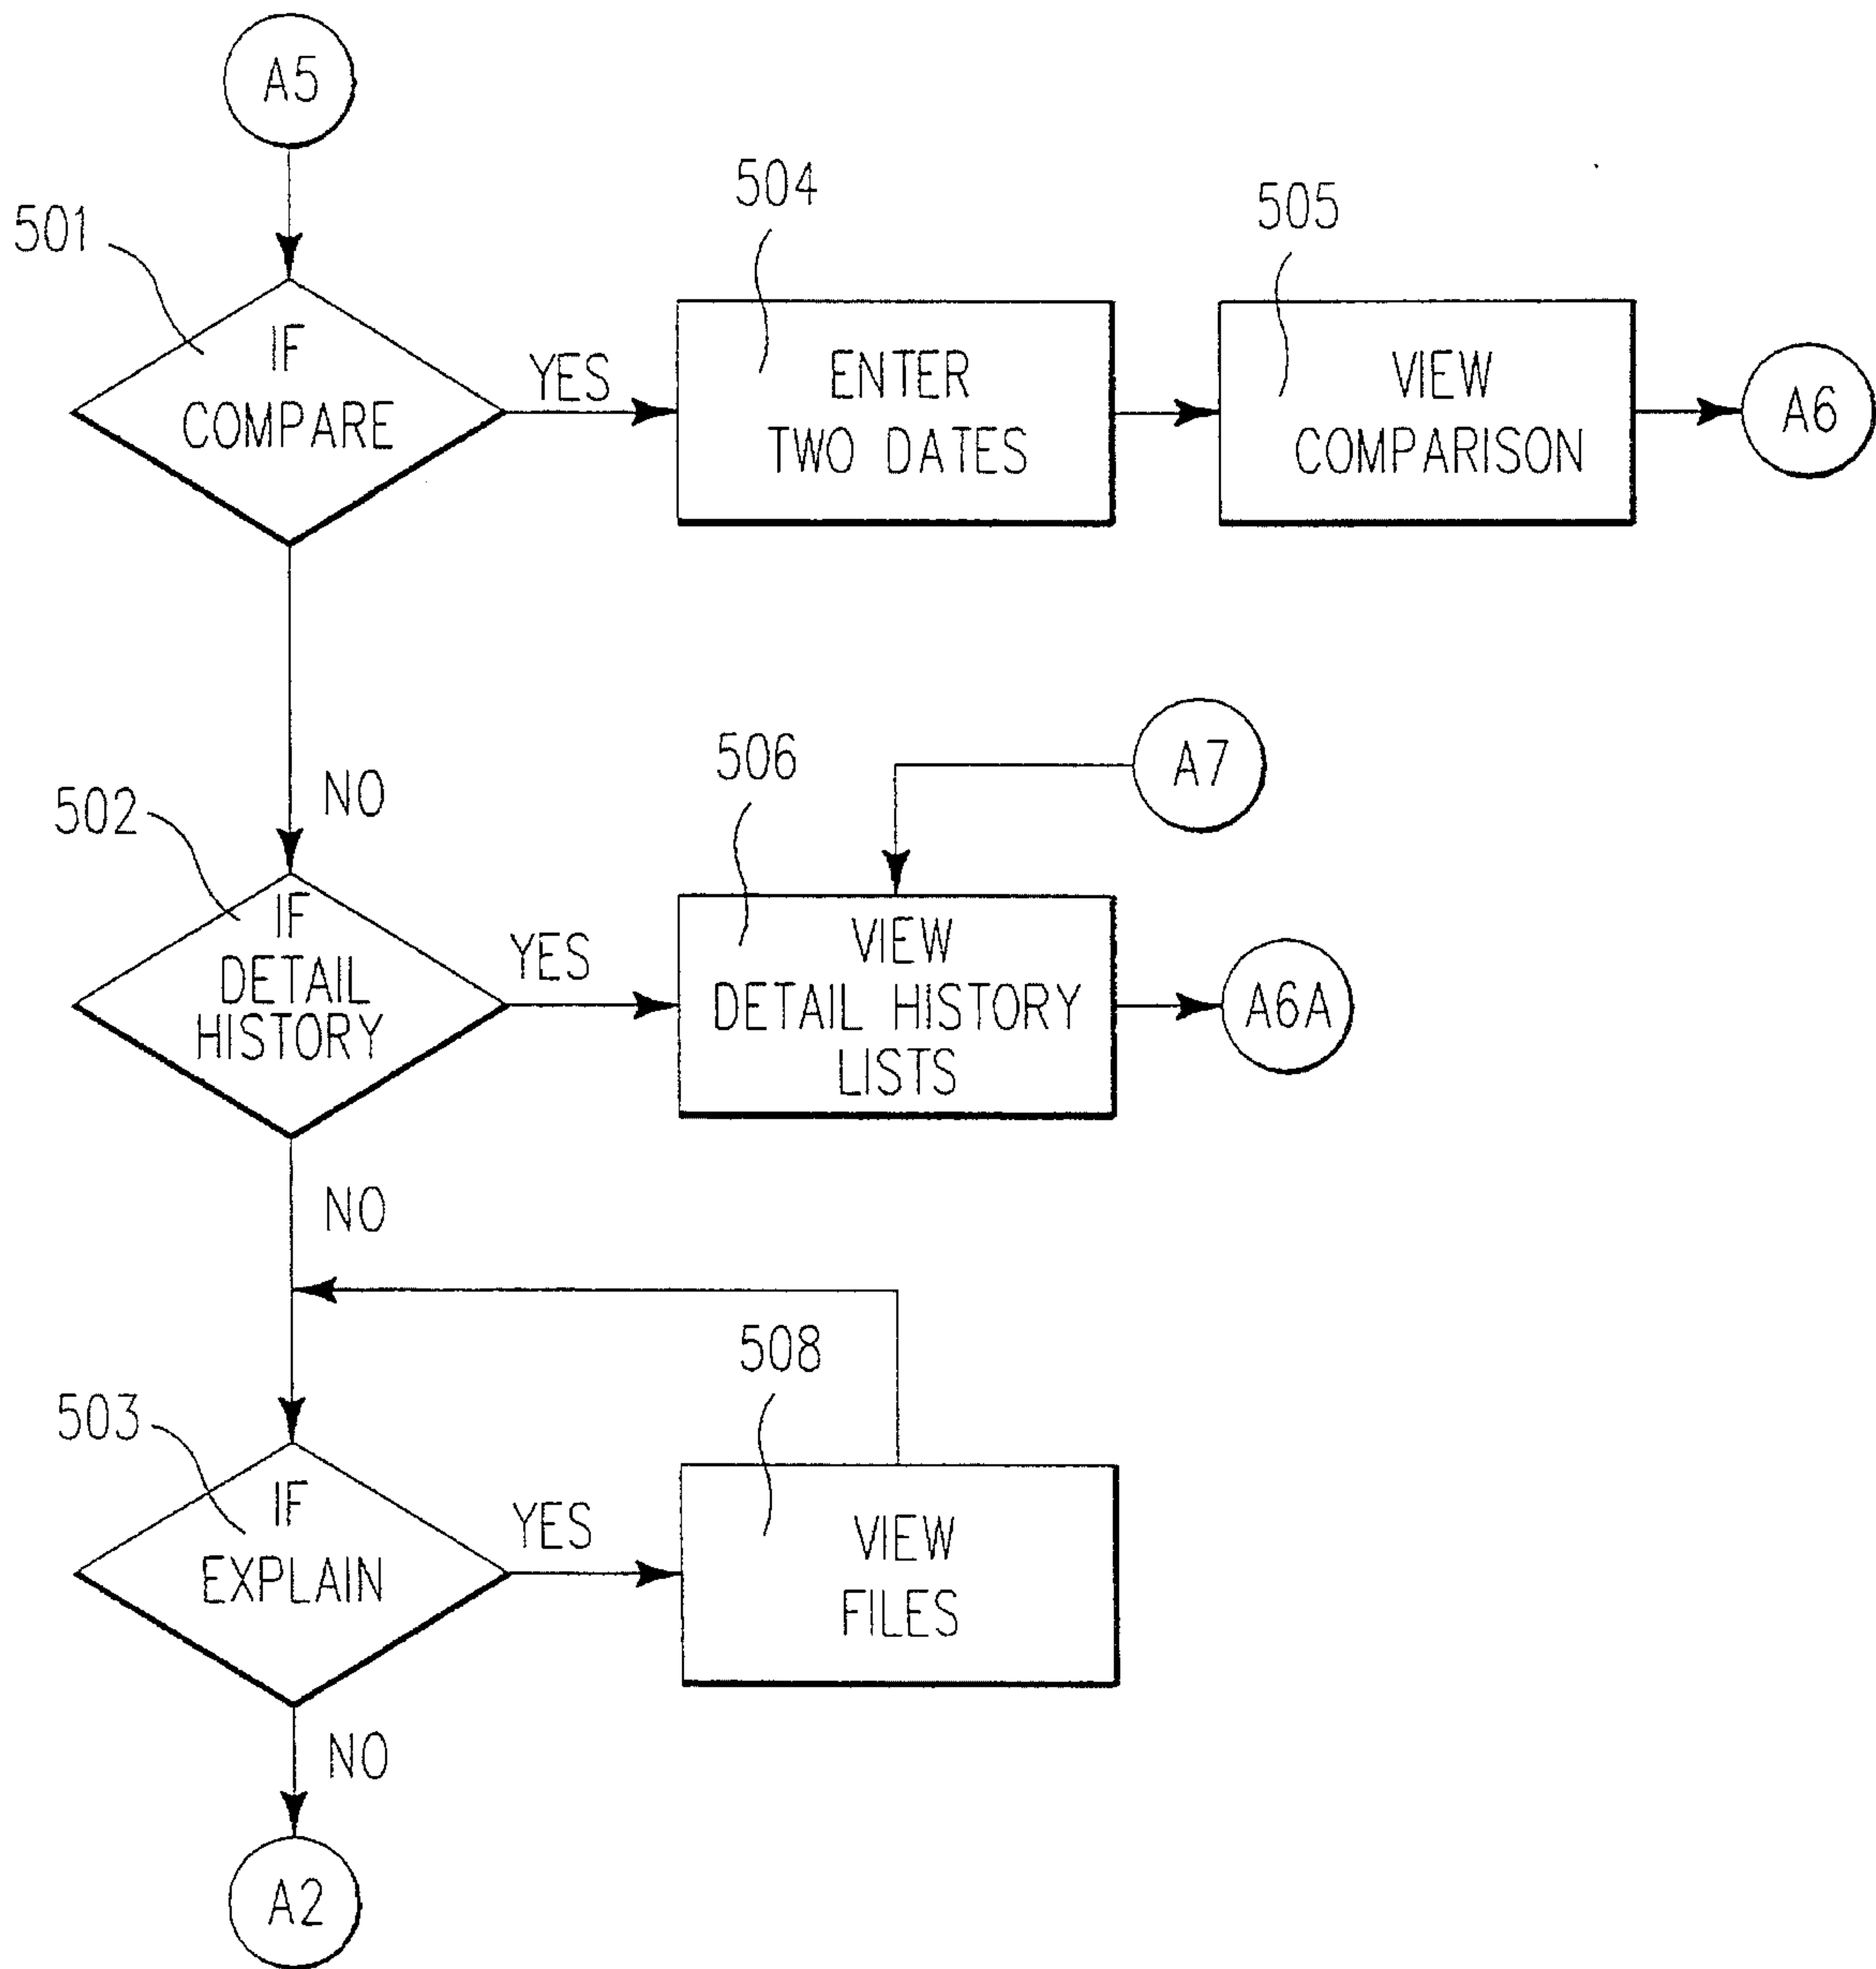 A5
501
IF
COMPARE
YES
504
ENTER
TWO DATES
505
VIEW
COMPARISON
A6
NO
502
IF
DETAIL
HISTORY
YES
506
VIEW
DETAIL HISTORY
LISTS
A7
A6A
NO
503
IF
EXPLAIN
YES
508
VIEW
FILES
NO
A2